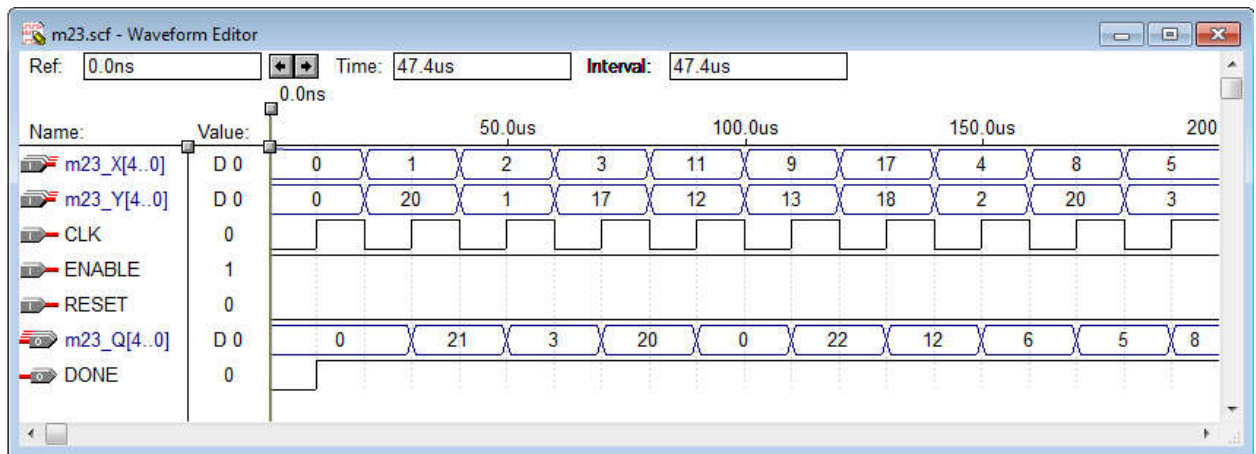 m23.scf - Waveform Editor
Ref: 0.0ns Time: 47.4us Interval: 47.4us
0.0ns
Name: Value: 50.0us 100.0us 150.0us 200
m23_X[4..0] D 0 0 1 2 3 11 9 17 4 8 5
m23_Y[4..0] D 0 0 20 1 17 12 13 18 2 20 3
CLK 0
ENABLE 1
RESET 0
m23_Q[4..0] D 0 0 21 3 20 0 22 12 6 5 8
DONE 0